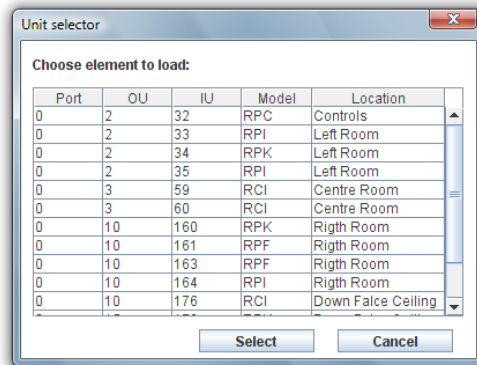 Unit selector
Choose element to load:
Port OU IU Model Location
0 2 32 RPC Controls
0 2 33 RPI Left Room
0 2 34 RPK Left Room
0 2 35 RPI Left Room
0 3 59 RCI Centre Room
0 3 60 RCI Centre Room
0 10 160 RPK Rigth Room
0 10 161 RPF Rigth Room
0 10 163 RPF Rigth Room
0 10 164 RPI Rigth Room
0 10 176 RCI Down Falce Ceiling
Select Cancel